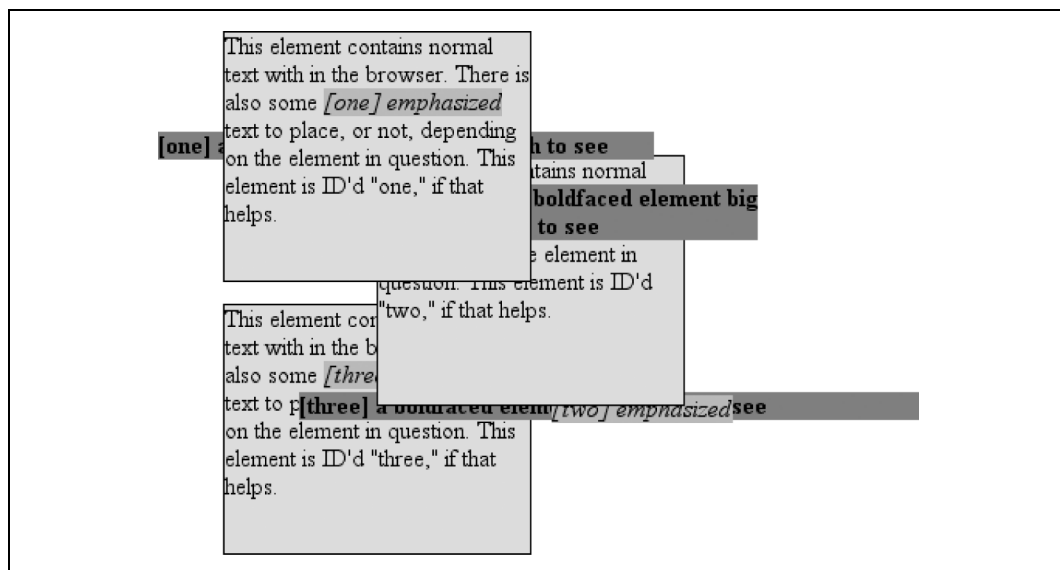 This element contains normal
text with in the browser. There is
also some [one] emphasized
text to place, or not, depending
on the element in question. This
element is ID'd "one," if that
helps.
[one] a h to see
tains normal
boldfaced element big
to see
e element in
question. This element is ID'd
"two," if that helps.
This element con
text with in the b
also some [three
text to p[three] a boldfaced elem[two] emphasizedsee
on the element in question. This
element is ID'd "three," if that
helps.